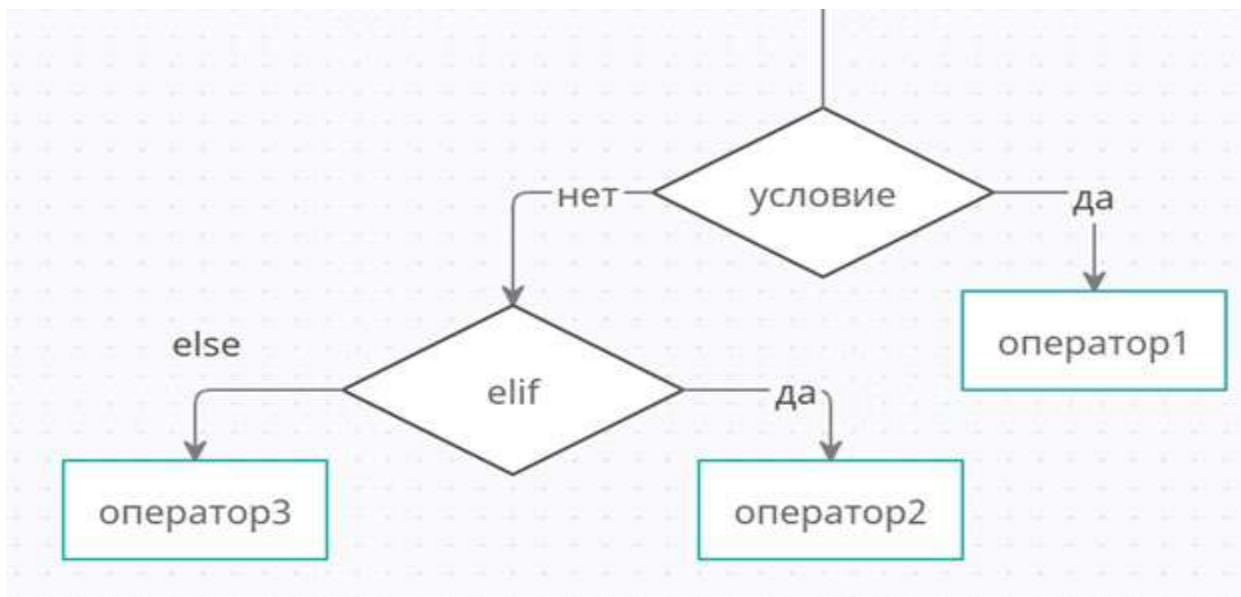 условие
нет
да
оператор1
else
elif
да
оператор3
оператор2